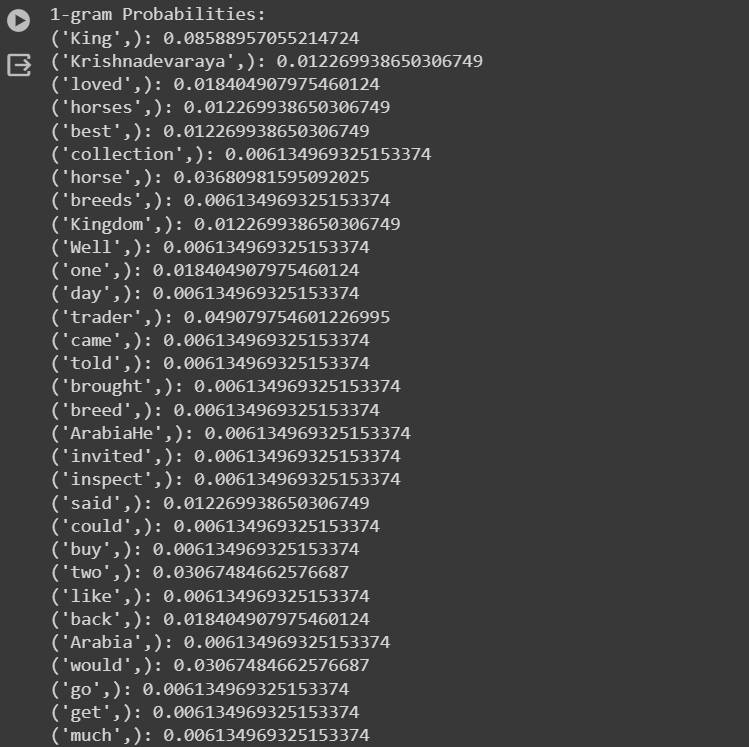 1-gram Probabilities:
('King',): 0.08588957055214724
('Krishnadevaraya',): 0.012269938650306749
('loved',): 0.018404907975460124
('horses',): 0.012269938650306749
('best',): 0.012269938650306749
('collection',): 0.006134969325153374
('horse',): 0.03680981595092025
('breeds',): 0.006134969325153374
('Kingdom',): 0.012269938650306749
('Well',): 0.006134969325153374
('one',): 0.018404907975460124
('day',): 0.006134969325153374
('trader',): 0.049079754601226995
('came',): 0.006134969325153374
('told',): 0.006134969325153374
('brought',): 0.006134969325153374
('breed',): 0.006134969325153374
('ArabiaHe',): 0.006134969325153374
('invited',): 0.006134969325153374
('inspect',): 0.006134969325153374
('said',): 0.012269938650306749
('could',): 0.006134969325153374
('buy',): 0.006134969325153374
('two',): 0.03067484662576687
('like',): 0.006134969325153374
('back',): 0.018404907975460124
('Arabia',): 0.006134969325153374
('would',): 0.03067484662576687
('go',): 0.006134969325153374
('get',): 0.006134969325153374
('much',): 0.006134969325153374